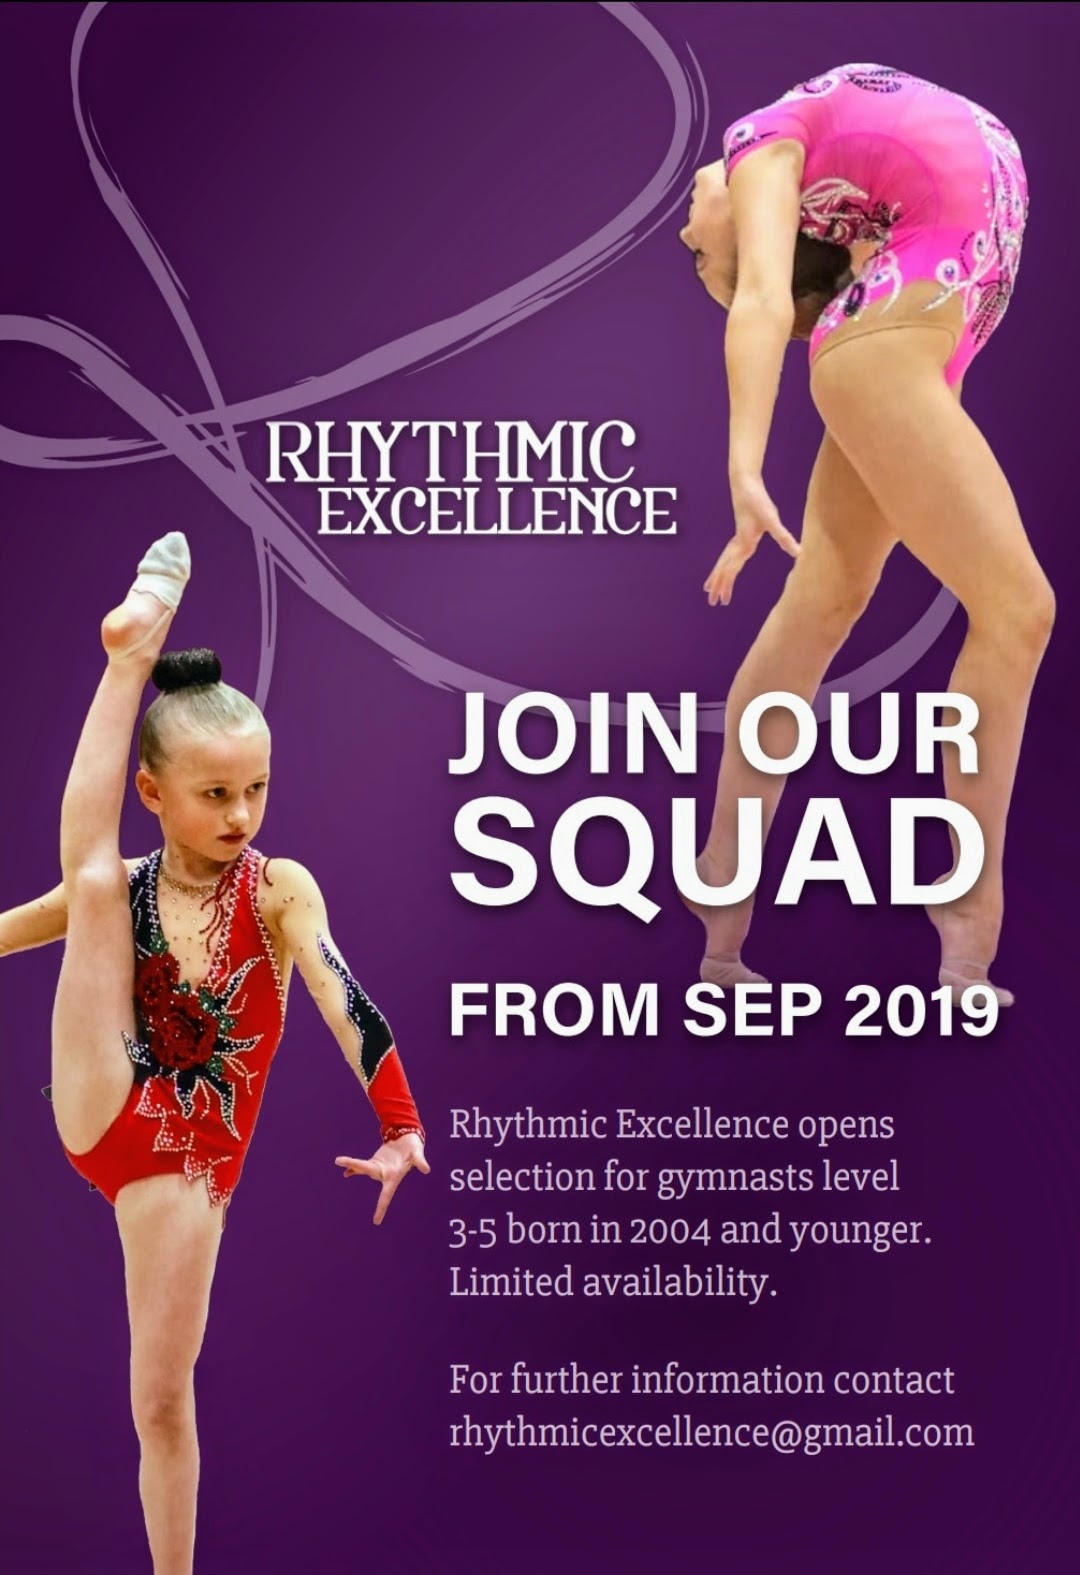 RHYTHMIC
EXCELLENCE
JOIN OUR
SQUAD
FROM SEP 2019
Rhythmic Excellence opens
selection for gymnasts level
3-5 born in 2004 and younger.
Limited availability.
For further information contact
rhythmicexcellence@gmail.com